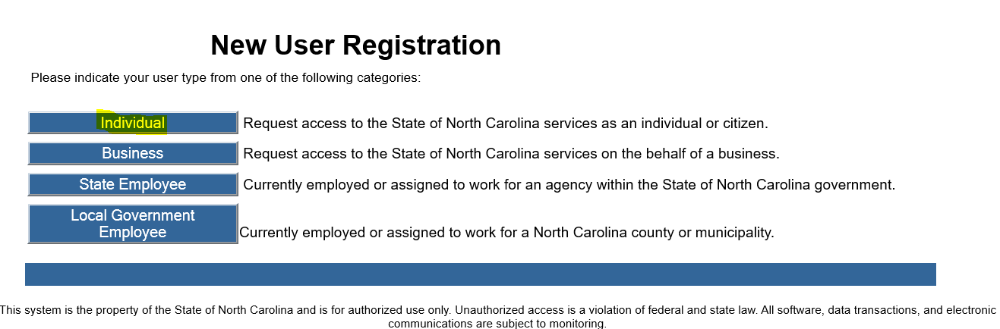 New User Registration
Please indicate your user type from one of the following categories:
Individual Request access to the State of North Carolina services as an individual or citizen.
Business Request access to the State of North Carolina services on the behalf of a business.
State Employee Currently employed or assigned to work for an agency within the State of North Carolina government.
Local Government
Employee Currently employed or assigned to work for a North Carolina county or municipality.
This system is the property of the State of North Carolina and is for authorized use only. Unauthorized access is a violation of federal and state law. All software, data transactions, and electronic
communications are subject to monitoring.